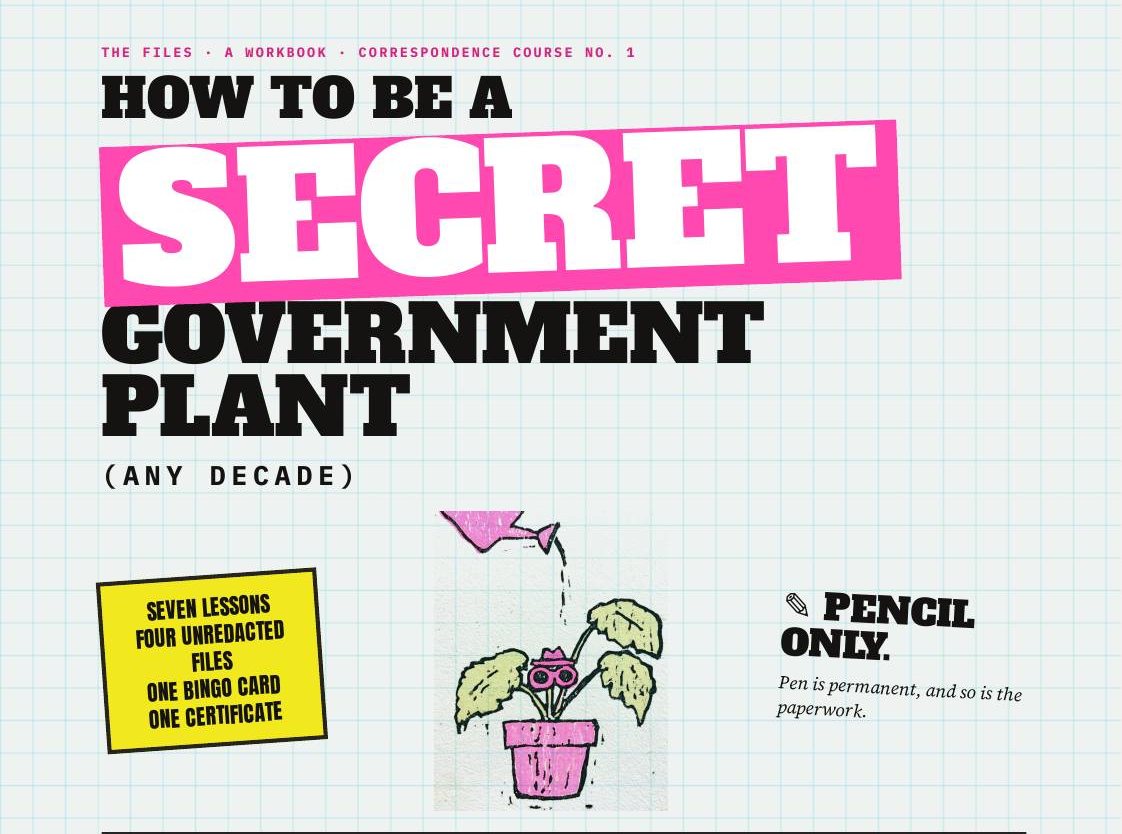 THE FILES · A WORKBOOK · CORRESPONDENCE COURSE NO. 1
HOW TO BE A
SECRET
GOVERNMENT
PLANT
(ANY DECADE)
SEVEN LESSONS
FOUR UNREDACTED
FILES
ONE BINGO CARD
ONE CERTIFICATE
✎ PENCIL
ONLY.
Pen is permanent, and so is the
paperwork.